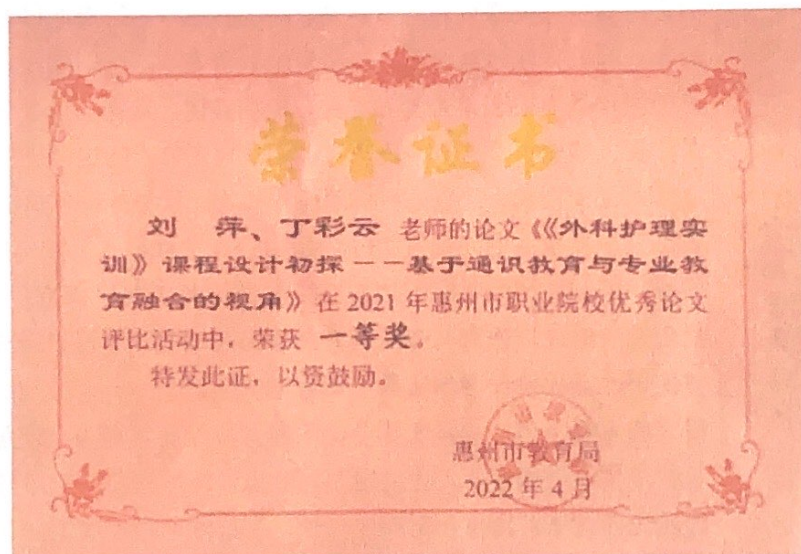 荣誉证书
刘 萍、丁彩云 老师的论文《《外科护理实
训》课程设计初探——基于通识教育与专业教
育融合的视角》在 2021 年惠州市职业院校优秀论文
评比活动中，荣获 一等奖。
特发此证，以资鼓励。
惠州市教育局
2022 年 4 月